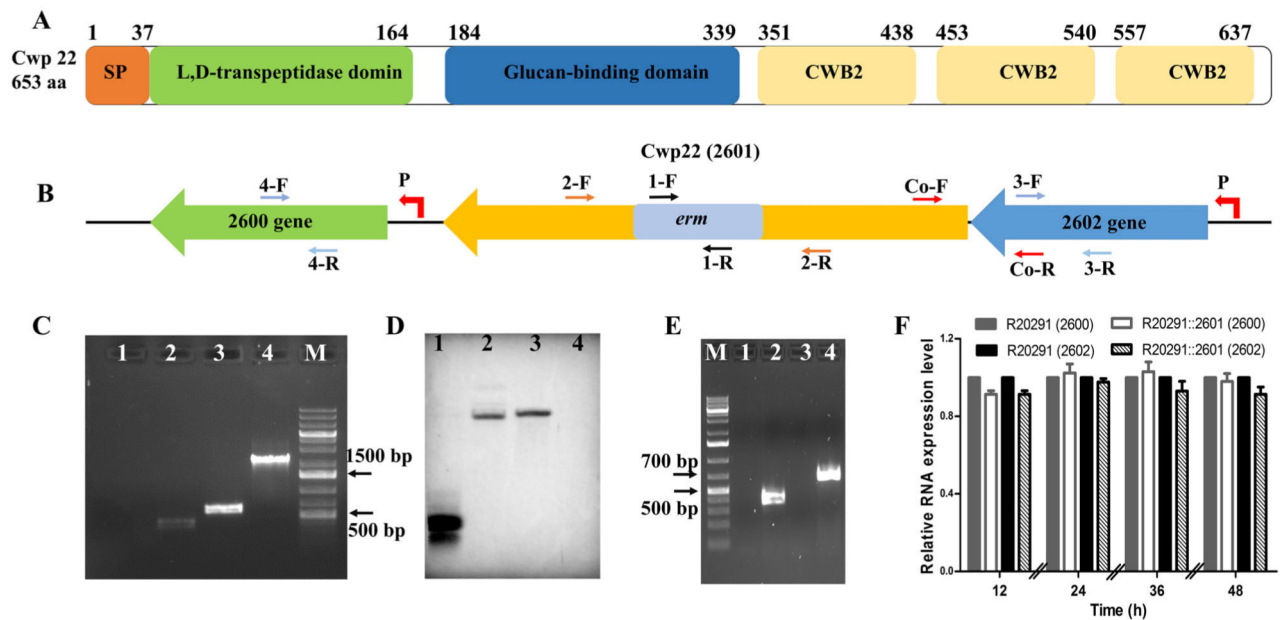 A
1 37 164 184 339 351 438 453 540 557 637
Cwp 22
653 aa
SP L,D-transpeptidase domin Glucan-binding domain CWB2 CWB2 CWB2
Cwp22 (2601)
B
4-F P 2-F 1-F Co-F 3-F P
2600 gene erm 2602 gene
4-R 1-R 2-R Co-R 3-R
C
1 2 3 4 M
1500 bp
500 bp
D
1 2 3 4
E
M 1 2 3 4
700 bp
500 bp
F
R20291 (2600) R20291::2601 (2600)
R20291 (2602) R20291::2601 (2602)
Relative RNA expression level
1.2
0.8
0.4
0.0
12 24 36 48
Time (h)